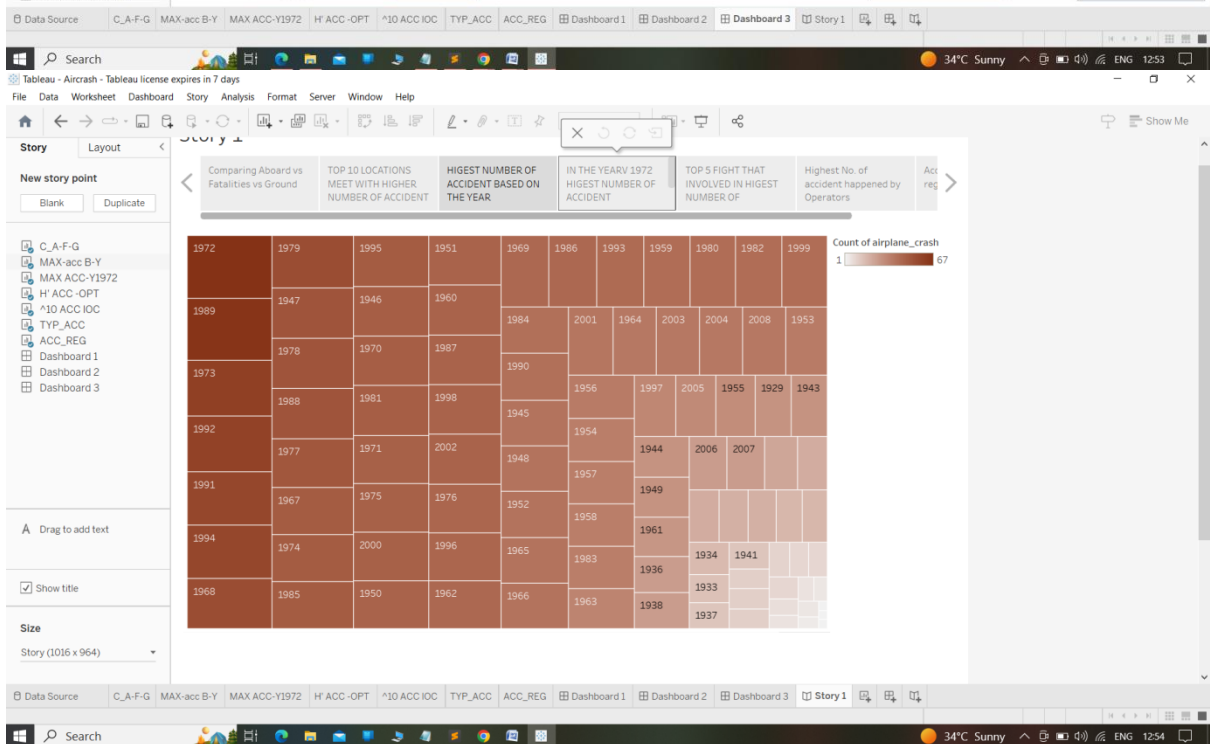 Data Source C_A-F-G MAX-acc B-Y MAX ACC-Y1972 H' ACC -OPT ^10 ACC lOC TYP_ACC ACC_REG Dashboard 1 Dashboard 2 Dashboard 3 Story 1
Search 34°C Sunny ENG 12:53
Tableau - Aircrash - Tableau license expires in 7 days
File Data Worksheet Dashboard Story Analysis Format Server Window Help
Show Me
Story Layout
Story 1
New story point
Blank Duplicate
C_A-F-G
MAX-acc B-Y
MAX ACC-Y1972
H' ACC -OPT
^10 ACC lOC
TYP_ACC
ACC_REG
Dashboard 1
Dashboard 2
Dashboard 3
Drag to add text
Show title
Size
Story (1016 x 964)
Comparing Aboard vs
Fatalities vs Ground
TOP 10 LOCATIONS
MEET WITH HIGHER
NUMBER OF ACCIDENT
HIGEST NUMBER OF
ACCIDENT BASED ON
THE YEAR
IN THE YEARV 1972
HIGEST NUMBER OF
ACCIDENT
TOP 5 FIGHT THAT
INVOLVED IN HIGEST
NUMBER OF
Highest No. of
accident happened by
Operators
Acc
reg
1972
1989
1973
1992
1991
1994
1968
1979
1947
1978
1988
1977
1967
1974
1985
1995
1946
1970
1981
1971
1975
2000
1950
1951
1960
1987
1998
2002
1976
1996
1962
1969 1986 1993 1959 1980 1982 1999
1984
1990
1945
1948
1952
1965
1966
2001 1964 2003 2004 2008 1953
1956
1954
1957
1958
1983
1963
1997 2005 1955 1929 1943
1944
1949
1961
1936
1938
2006 2007
1934 1941
1933
1937
Count of airplane_crash
1 67
Data Source C_A-F-G MAX-acc B-Y MAX ACC-Y1972 H' ACC -OPT ^10 ACC lOC TYP_ACC ACC_REG Dashboard 1 Dashboard 2 Dashboard 3 Story 1
Search 34°C Sunny ENG 12:54